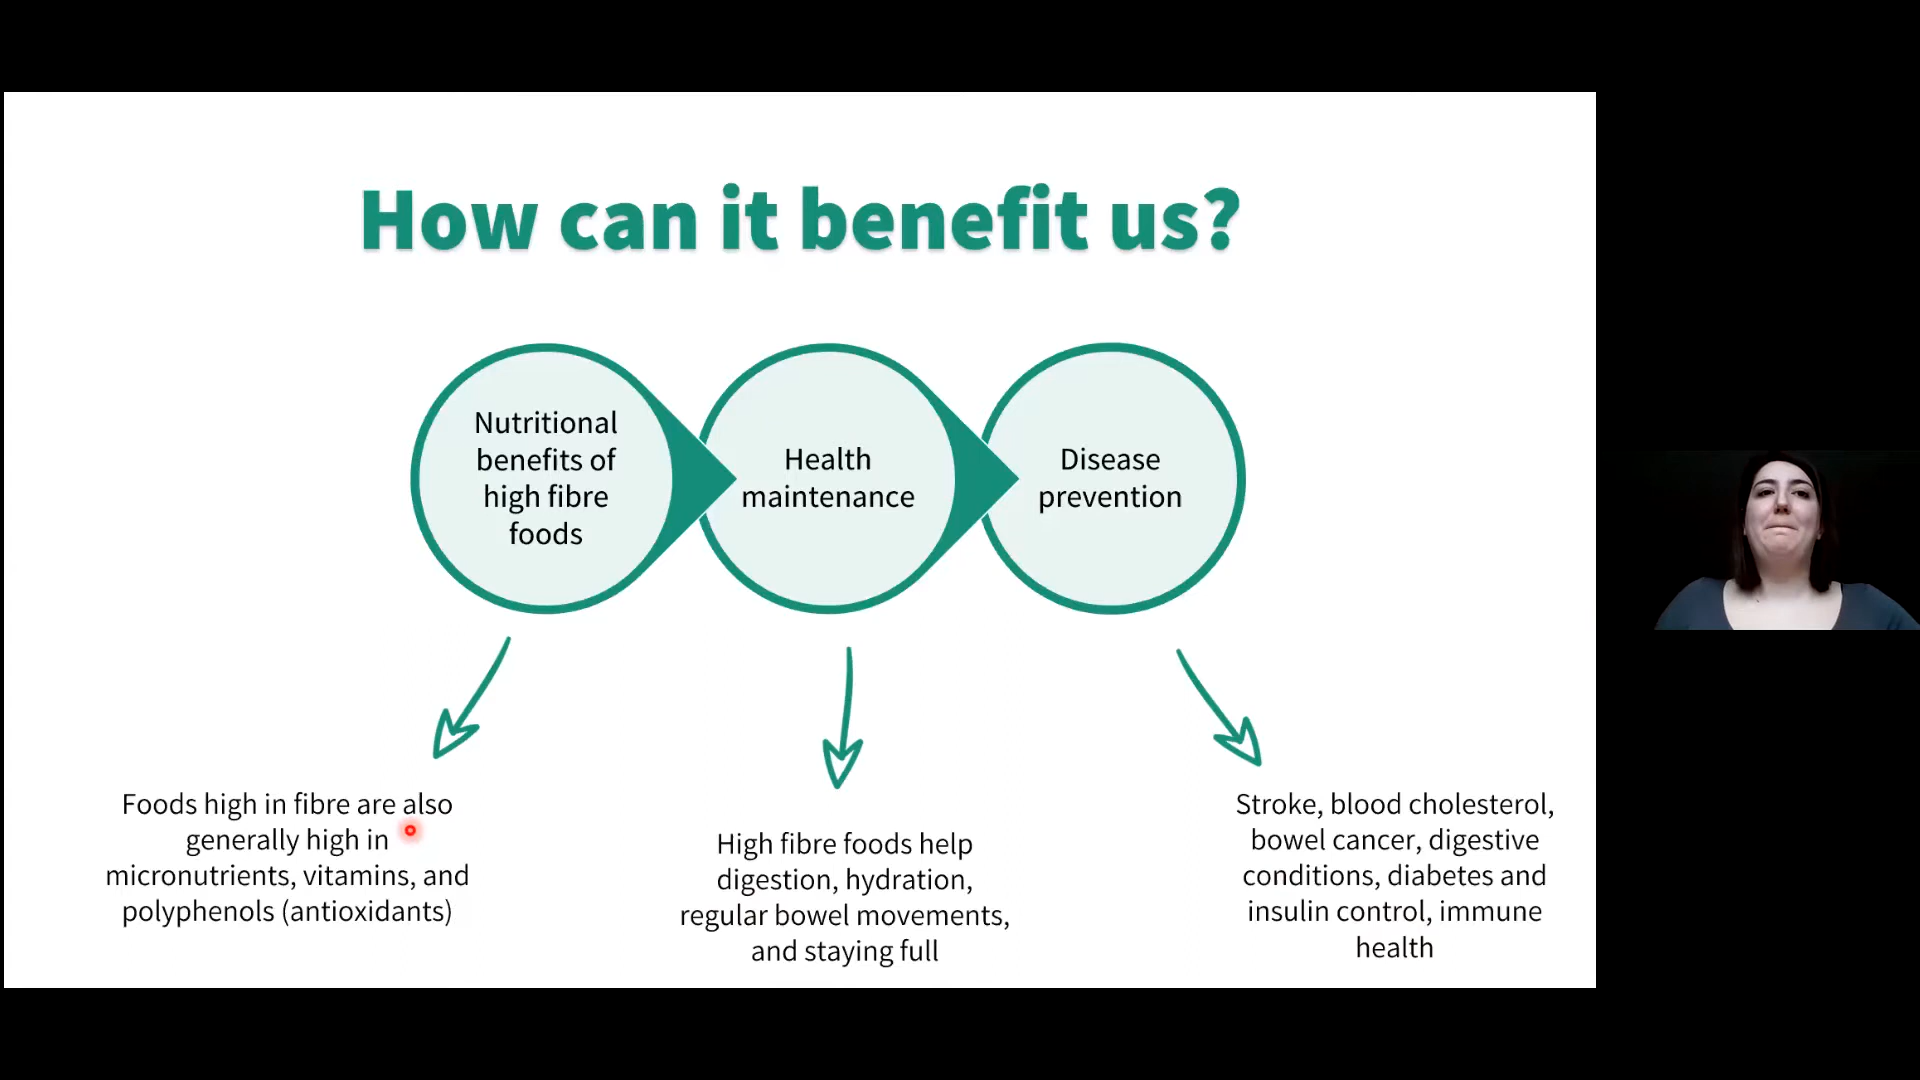 How can it benefit us?
Nutritional
benefits of
high fibre
foods
Health
maintenance
Disease
prevention
Foods high in fibre are also
generally high in
micronutrients, vitamins, and
polyphenols (antioxidants)
High fibre foods help
digestion, hydration,
regular bowel movements,
and staying full
Stroke, blood cholesterol,
bowel cancer, digestive
conditions, diabetes and
insulin control, immune
health